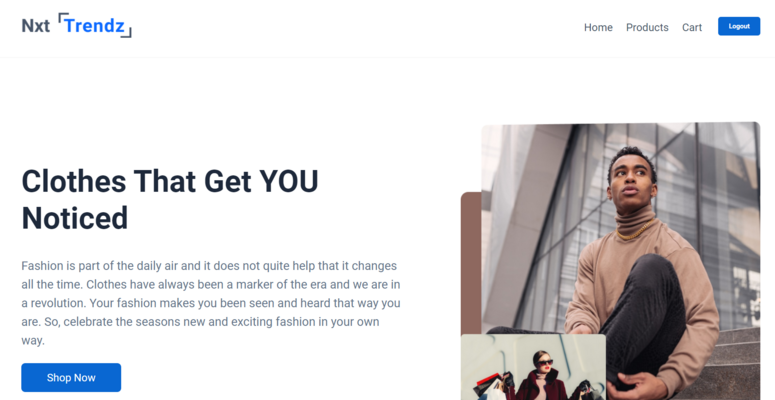 Nxt Trendz
Home Products Cart Logout
Clothes That Get YOU
Noticed
Fashion is part of the daily air and it does not quite help that it changes
all the time. Clothes have always been a marker of the era and we are in
a revolution. Your fashion makes you been seen and heard that way you
are. So, celebrate the seasons new and exciting fashion in your own
way.
Shop Now